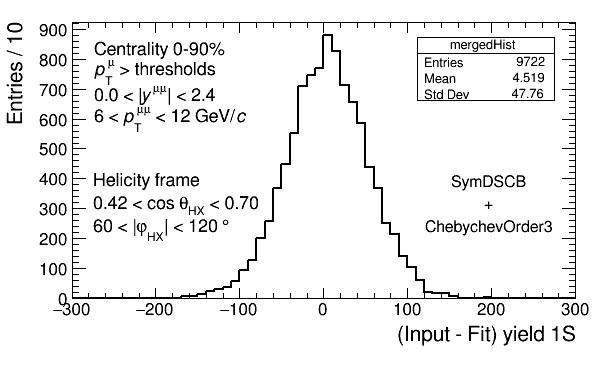 Entries / 10
900
800
700
600
500
400
300
200
100
0
−300
−200
−100
0
100
200
300
(Input - Fit) yield 1S
Centrality 0-90%
p_T^μ > thresholds
0.0 < |y^μμ| < 2.4
6 < p_T^μμ < 12 GeV/c
Helicity frame
0.42 < cos θ_HX < 0.70
60 < |φ_HX| < 120 °
mergedHist
Entries 9722
Mean 4.519
Std Dev 47.76
SymDSCB
+
ChebychevOrder3